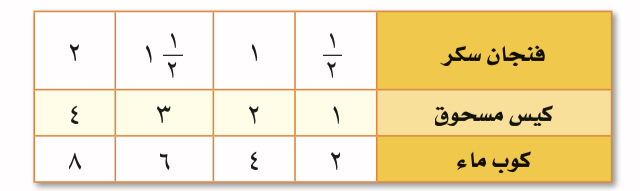 فنجان سكر ١/٢ ١ ١ ١/٢ ٢
كيس مسحوق ١ ٢ ٣ ٤
كوب ماء ٢ ٤ ٦ ٨